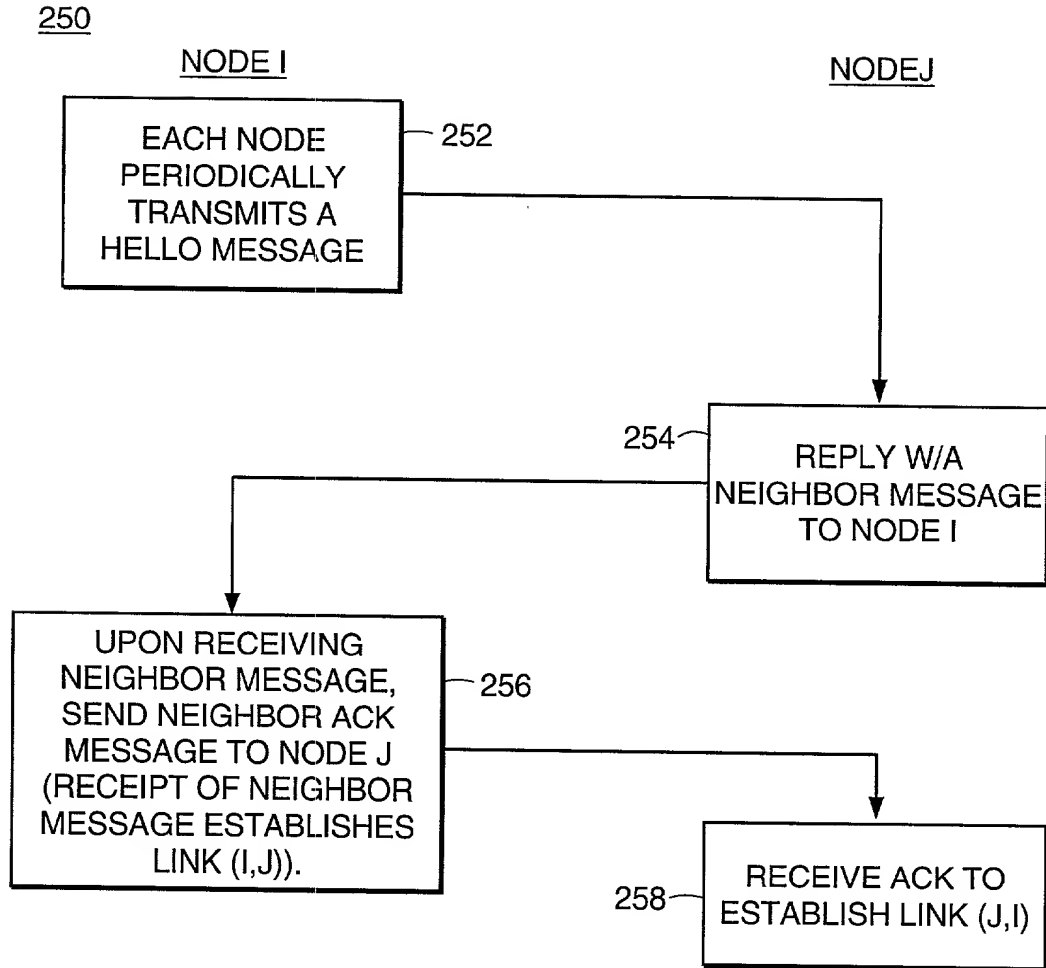 250
NODE I
NODEJ
EACH NODE
PERIODICALLY
TRANSMITS A
HELLO MESSAGE
252
254
REPLY W/A
NEIGHBOR MESSAGE
TO NODE I
UPON RECEIVING
NEIGHBOR MESSAGE,
SEND NEIGHBOR ACK
MESSAGE TO NODE J
(RECEIPT OF NEIGHBOR
MESSAGE ESTABLISHES
LINK (I,J)).
256
258
RECEIVE ACK TO
ESTABLISH LINK (J,I)